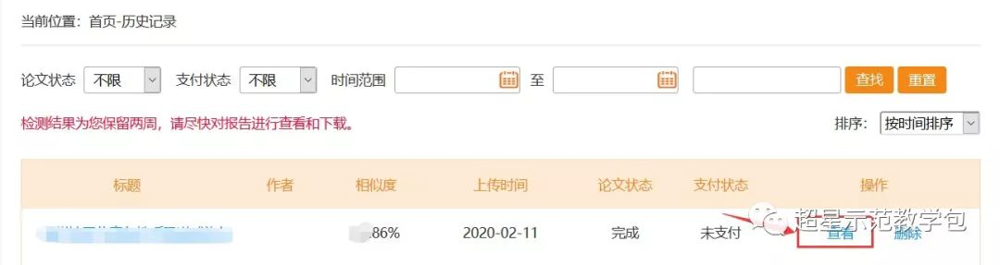 当前位置：首页-历史记录
论文状态 不限 支付状态 不限 时间范围 至 查找 重置
检测结果为您保留两周，请尽快对报告进行查看和下载。 排序： 按时间排序
标题 作者 相似度 上传时间 论文状态 支付状态 操作
.86% 2020-02-11 完成 未支付 查看 删除
超星示范教学包